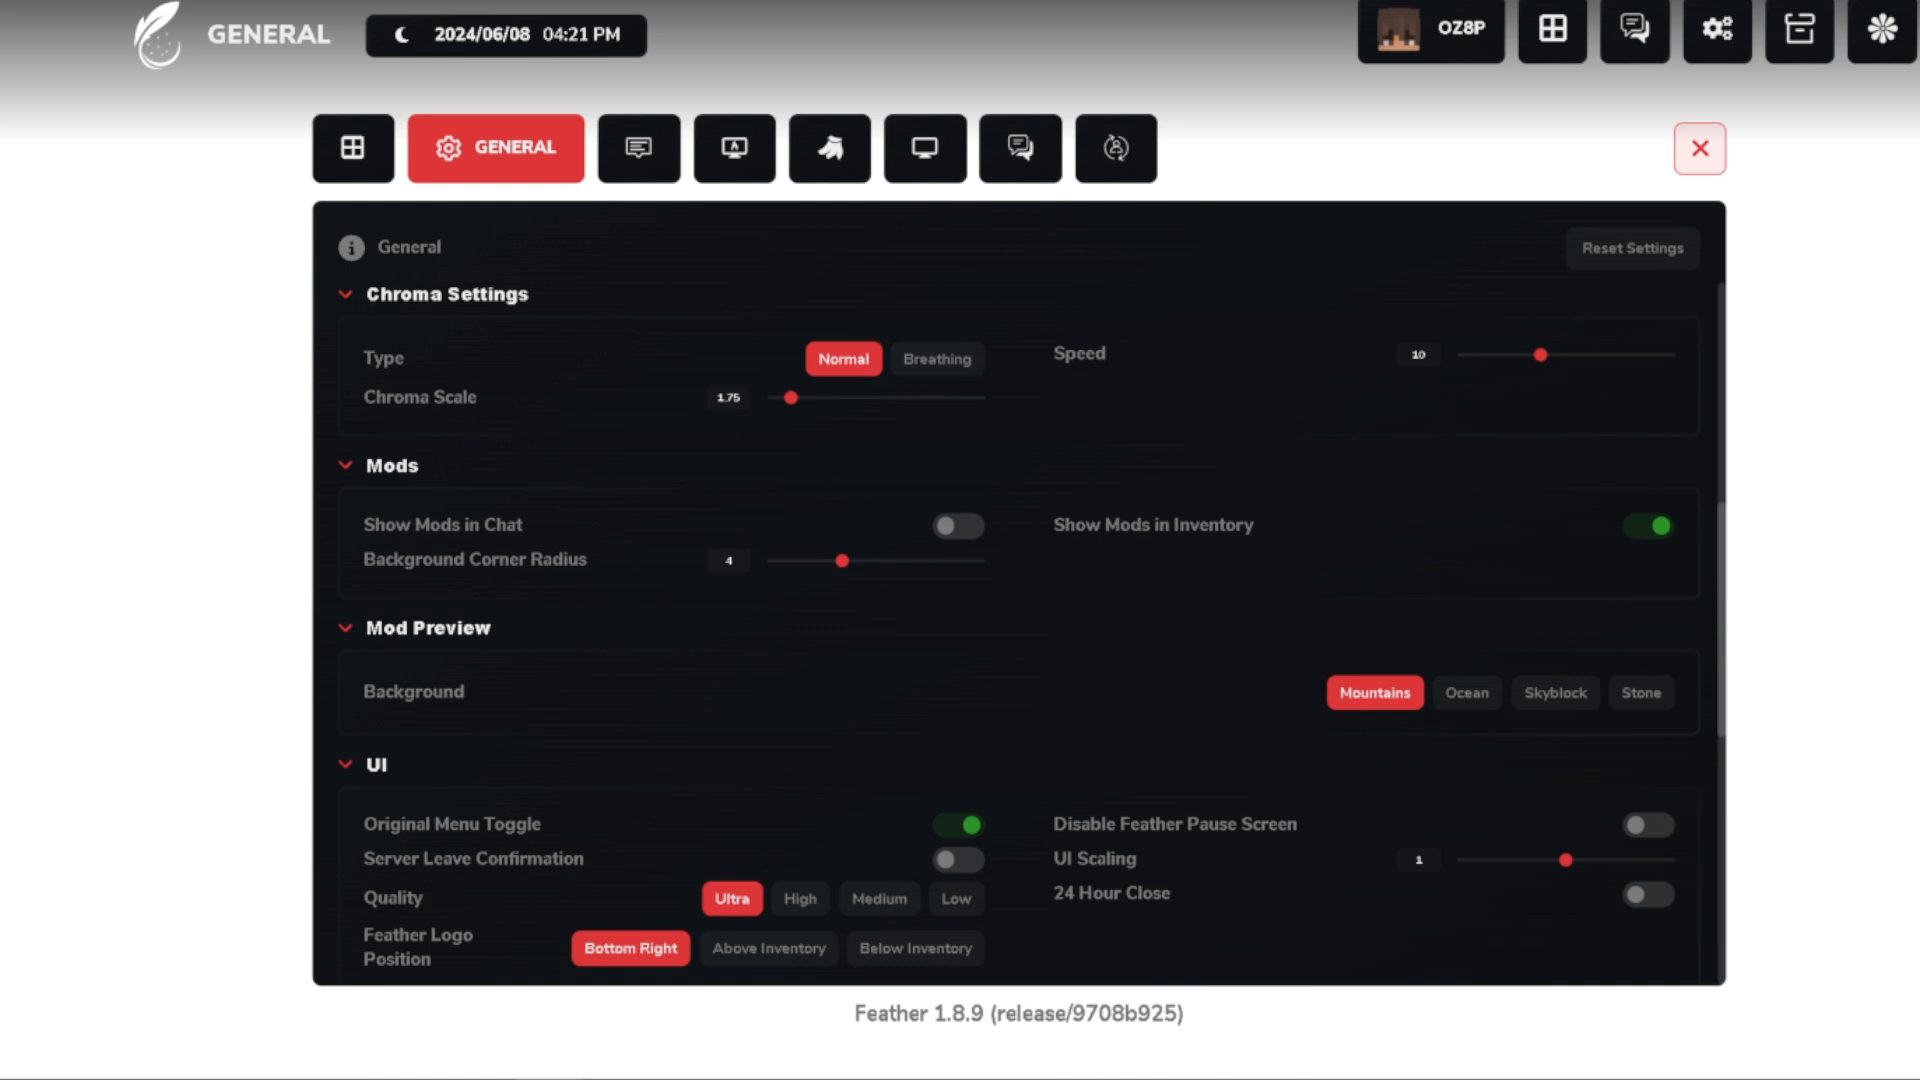 GENERAL
2024/06/08 04:21 PM
OZ8P
GENERAL
General
Reset Settings
Chroma Settings
Type
Normal
Breathing
Speed
10
Chroma Scale
1.75
Mods
Show Mods in Chat
Show Mods in Inventory
Background Corner Radius
4
Mod Preview
Background
Mountains
Ocean
Skyblock
Stone
UI
Original Menu Toggle
Disable Feather Pause Screen
Server Leave Confirmation
UI Scaling
1
Quality
Ultra
High
Medium
Low
24 Hour Close
Feather Logo
Position
Bottom Right
Above Inventory
Below Inventory
Feather 1.8.9 (release/9708b925)